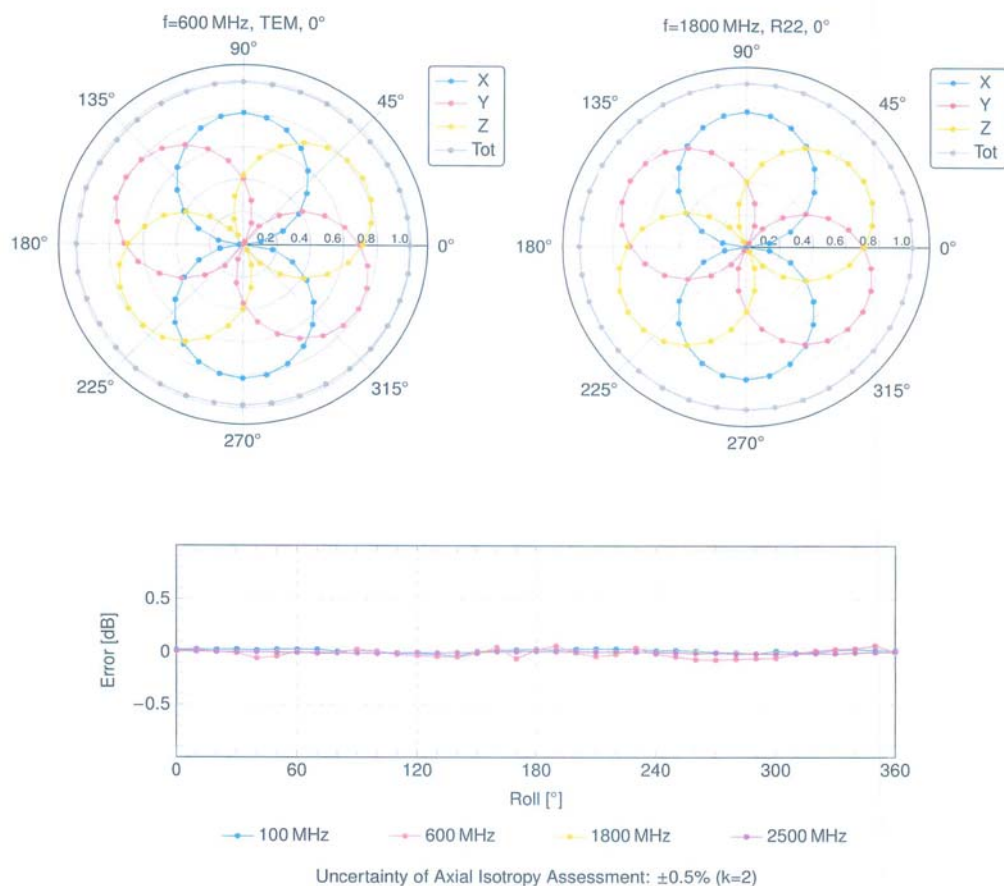 f=600 MHz, TEM, 0°
f=1800 MHz, R22, 0°
90°
135°
45°
180°
0°
225°
315°
270°
0.2 0.4 0.6 0.8 1.0
X
Y
Z
Tot
90°
135°
45°
180°
0°
225°
315°
270°
0.2 0.4 0.6 0.8 1.0
X
Y
Z
Tot
Error [dB]
0.5
0
−0.5
0 60 120 180 240 300 360
Roll [°]
100 MHz 600 MHz 1800 MHz 2500 MHz
Uncertainty of Axial Isotropy Assessment: ±0.5% (k=2)